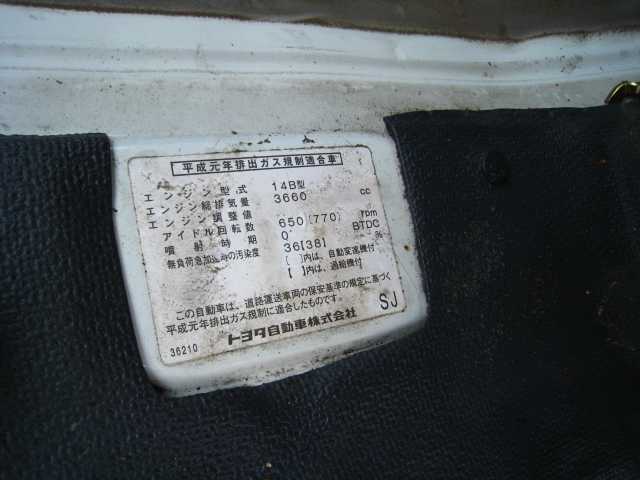 平成元年排出ガス規制適合車
エンジン型式 14B型
エンジン総排気量 3660 cc
エンジン調整値
アイドル回転数 650[770] rpm
噴射時期 0° BTDC
無負荷急加速時の汚染度 36[38] %
[ ]内は、自動変速機付
[ ]内は、過給機付
この自動車は、道路運送車両の保安基準の規定に基づく
平成元年排出ガス規制に適合したものです。
SJ
36210 トヨタ自動車株式会社